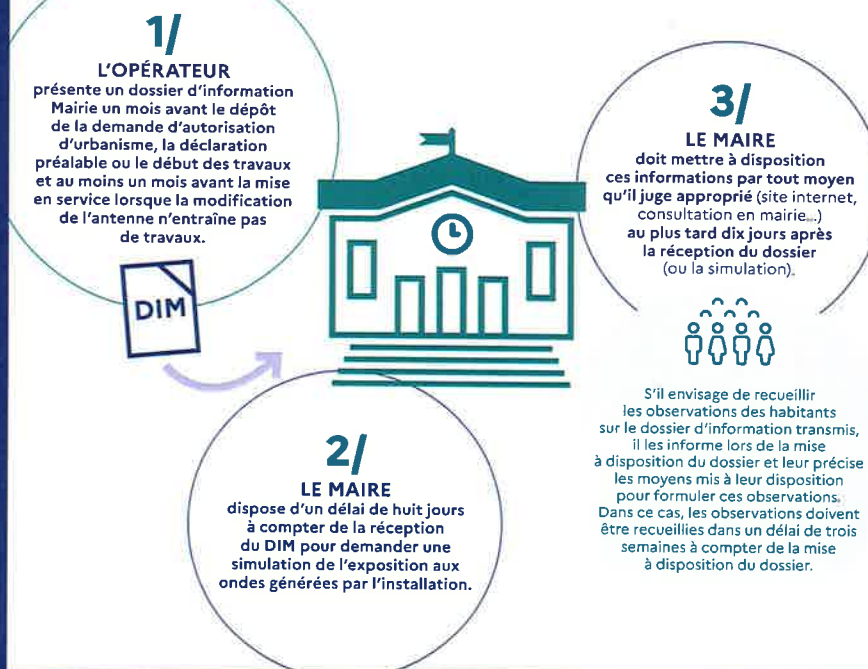 1/
L'OPÉRATEUR
présente un dossier d'information
Mairie un mois avant le dépôt
de la demande d'autorisation
d'urbanisme, la déclaration
préalable ou le début des travaux
et au moins un mois avant la mise
en service lorsque la modification
de l'antenne n'entraîne pas
de travaux.
DIM
2/
LE MAIRE
dispose d'un délai de huit jours
à compter de la réception
du DIM pour demander une
simulation de l'exposition aux
ondes générées par l'installation.
3/
LE MAIRE
doit mettre à disposition
ces informations par tout moyen
qu'il juge approprié (site internet,
consultation en mairie...)
au plus tard dix jours après
la réception du dossier
(ou la simulation).
S'il envisage de recueillir
les observations des habitants
sur le dossier d'information transmis,
il les informe lors de la mise
à disposition du dossier et leur précise
les moyens mis à leur disposition
pour formuler ces observations.
Dans ce cas, les observations doivent
être recueillies dans un délai de trois
semaines à compter de la mise
à disposition du dossier.